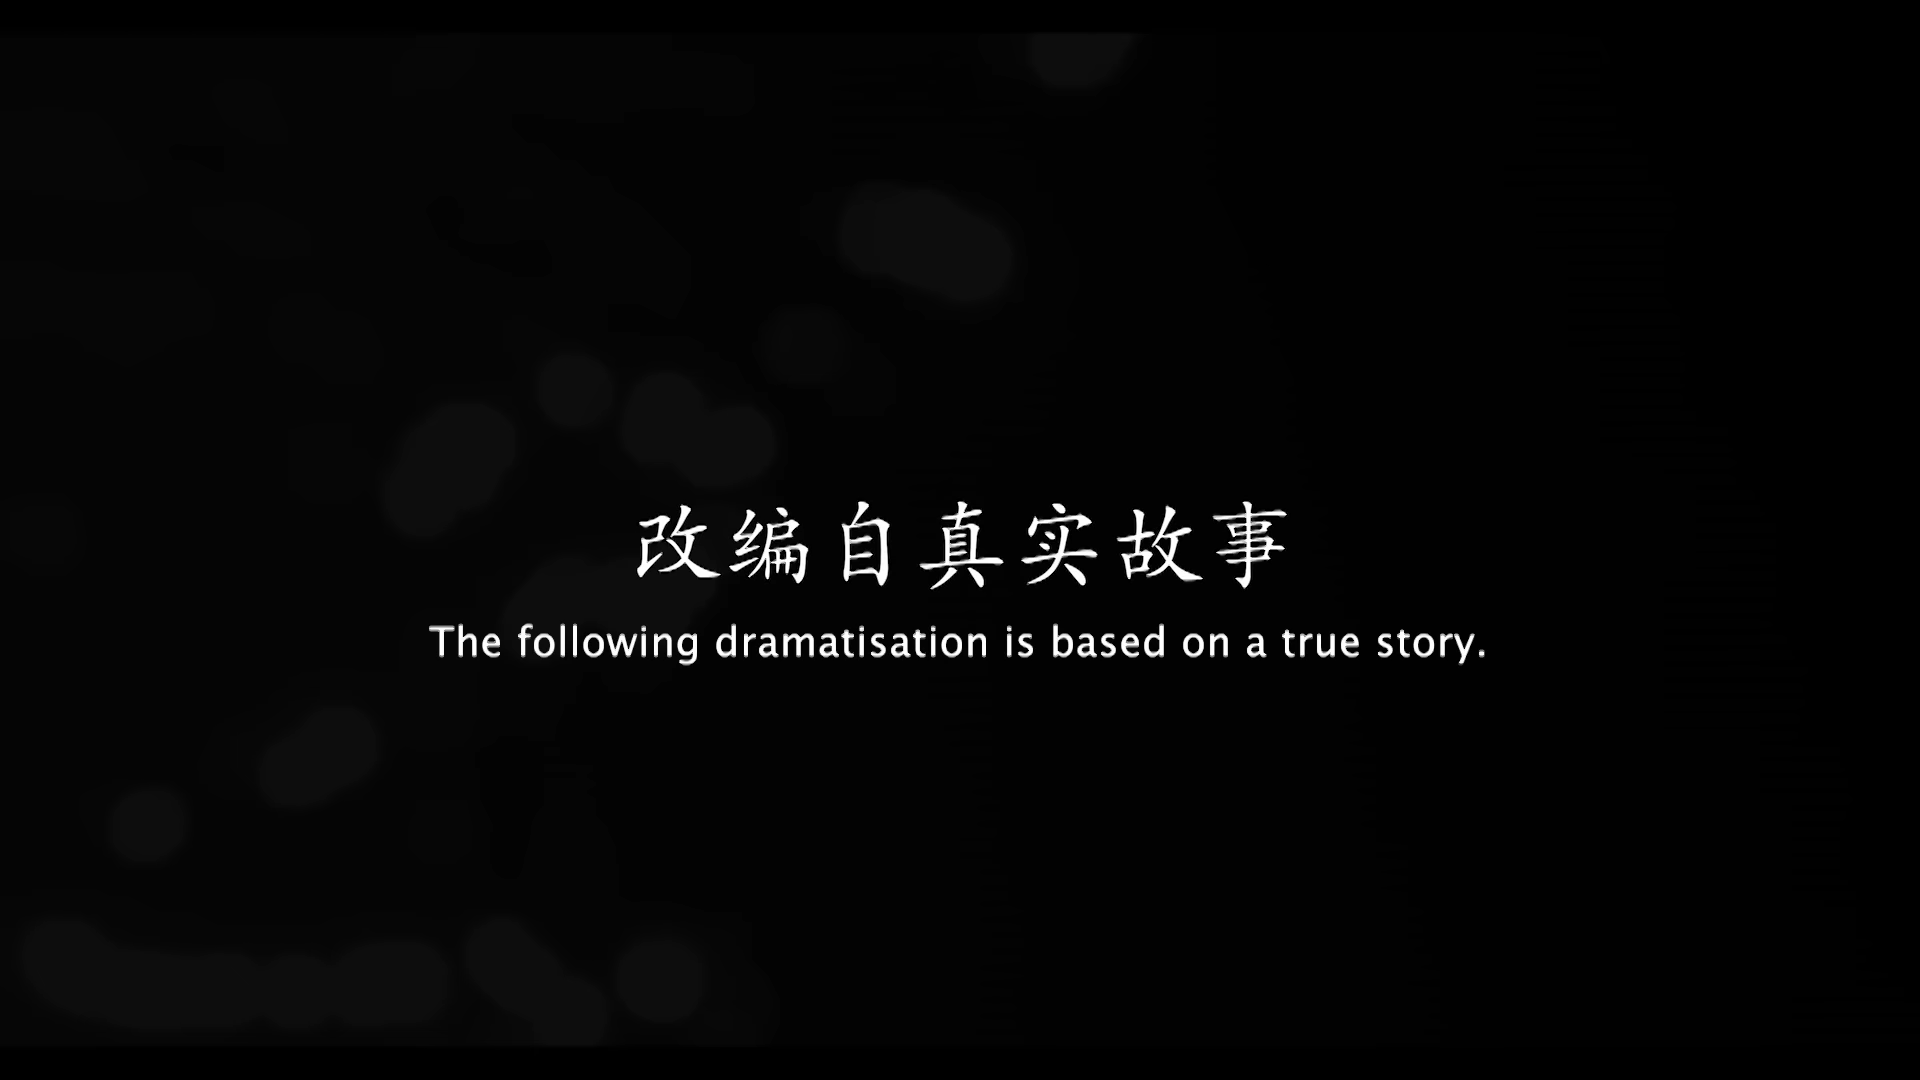 改编自真实故事
The following dramatisation is based on a true story.